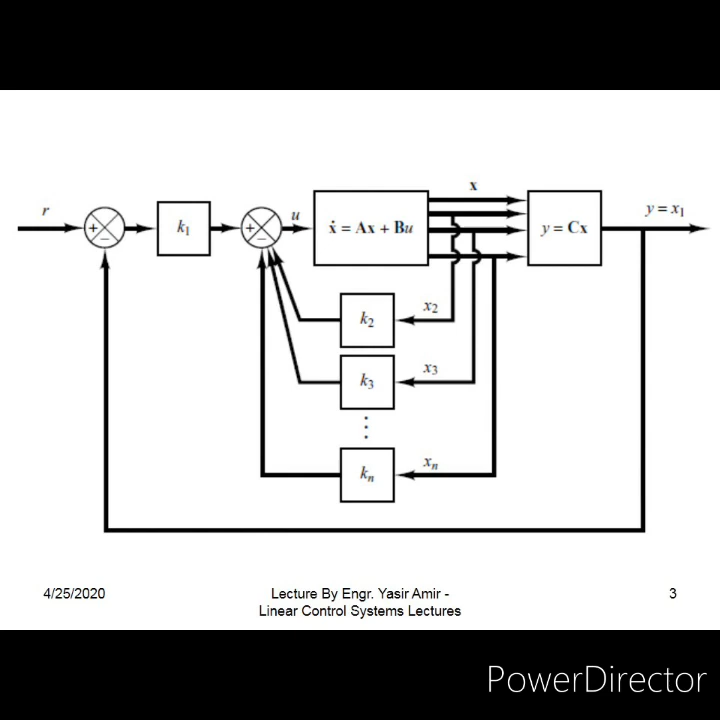 r
+
−
k₁
+
−
u
ẋ = Ax + Bu
x
y = Cx
y = x₁
k₂
x₂
k₃
x₃
⋮
kₙ
xₙ
4/25/2020
Lecture By Engr. Yasir Amir -
Linear Control Systems Lectures
3
PowerDirector